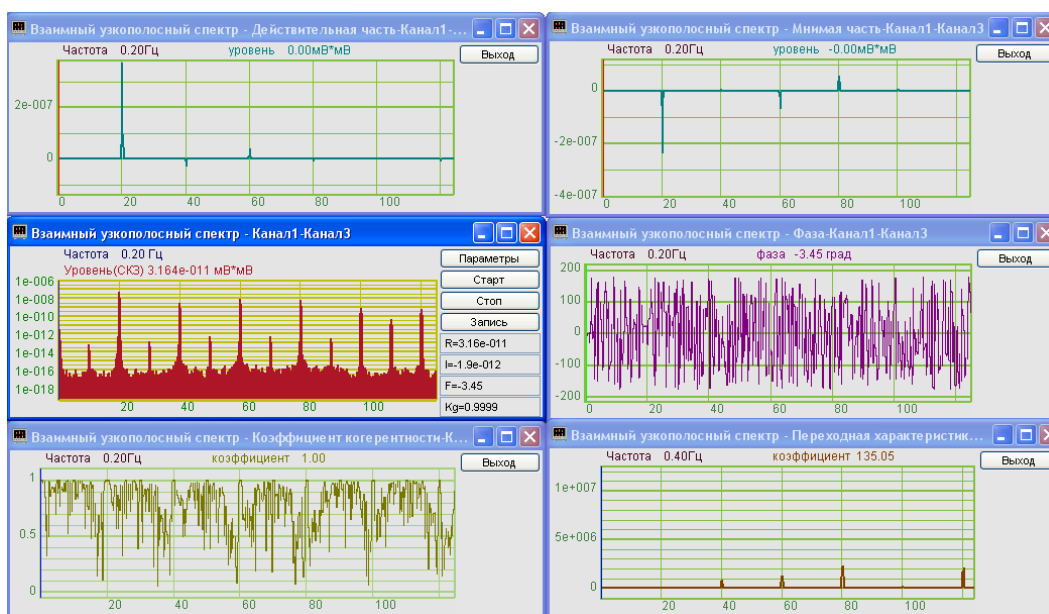 Взаимный узкополосный спектр - Действительная часть-Канал1-...
Частота 0.20Гц уровень 0.00мВ*мВ
Выход
2e-007
0
0 20 40 60 80 100
Взаимный узкополосный спектр - Мнимая часть-Канал1-Канал3
Частота 0.20Гц уровень -0.00мВ*мВ
Выход
0
-2e-007
-4e-007
0 20 40 60 80 100
Взаимный узкополосный спектр - Канал1-Канал3
Частота 0.20 Гц
Уровень(СКЗ) 3.164e-011 мВ*мВ
1e-006
1e-008
1e-010
1e-012
1e-014
1e-016
1e-018
20 40 60 80 100
Параметры
Старт
Стоп
Запись
R=3.16e-011
I=-1.9e-012
F=-3.45
Kg=0.9999
Взаимный узкополосный спектр - Фаза-Канал1-Канал3
Частота 0.20Гц фаза -3.45 град
Выход
200
100
0
-100
-200
0 20 40 60 80 100
Взаимный узкополосный спектр - Коэффициент когерентности-К...
Частота 0.20Гц коэффициент 1.00
Выход
1
0.5
0
20 40 60 80 100
Взаимный узкополосный спектр - Переходная характеристик...
Частота 0.40Гц коэффициент 135.05
Выход
1e+007
5e+006
0
20 40 60 80 100